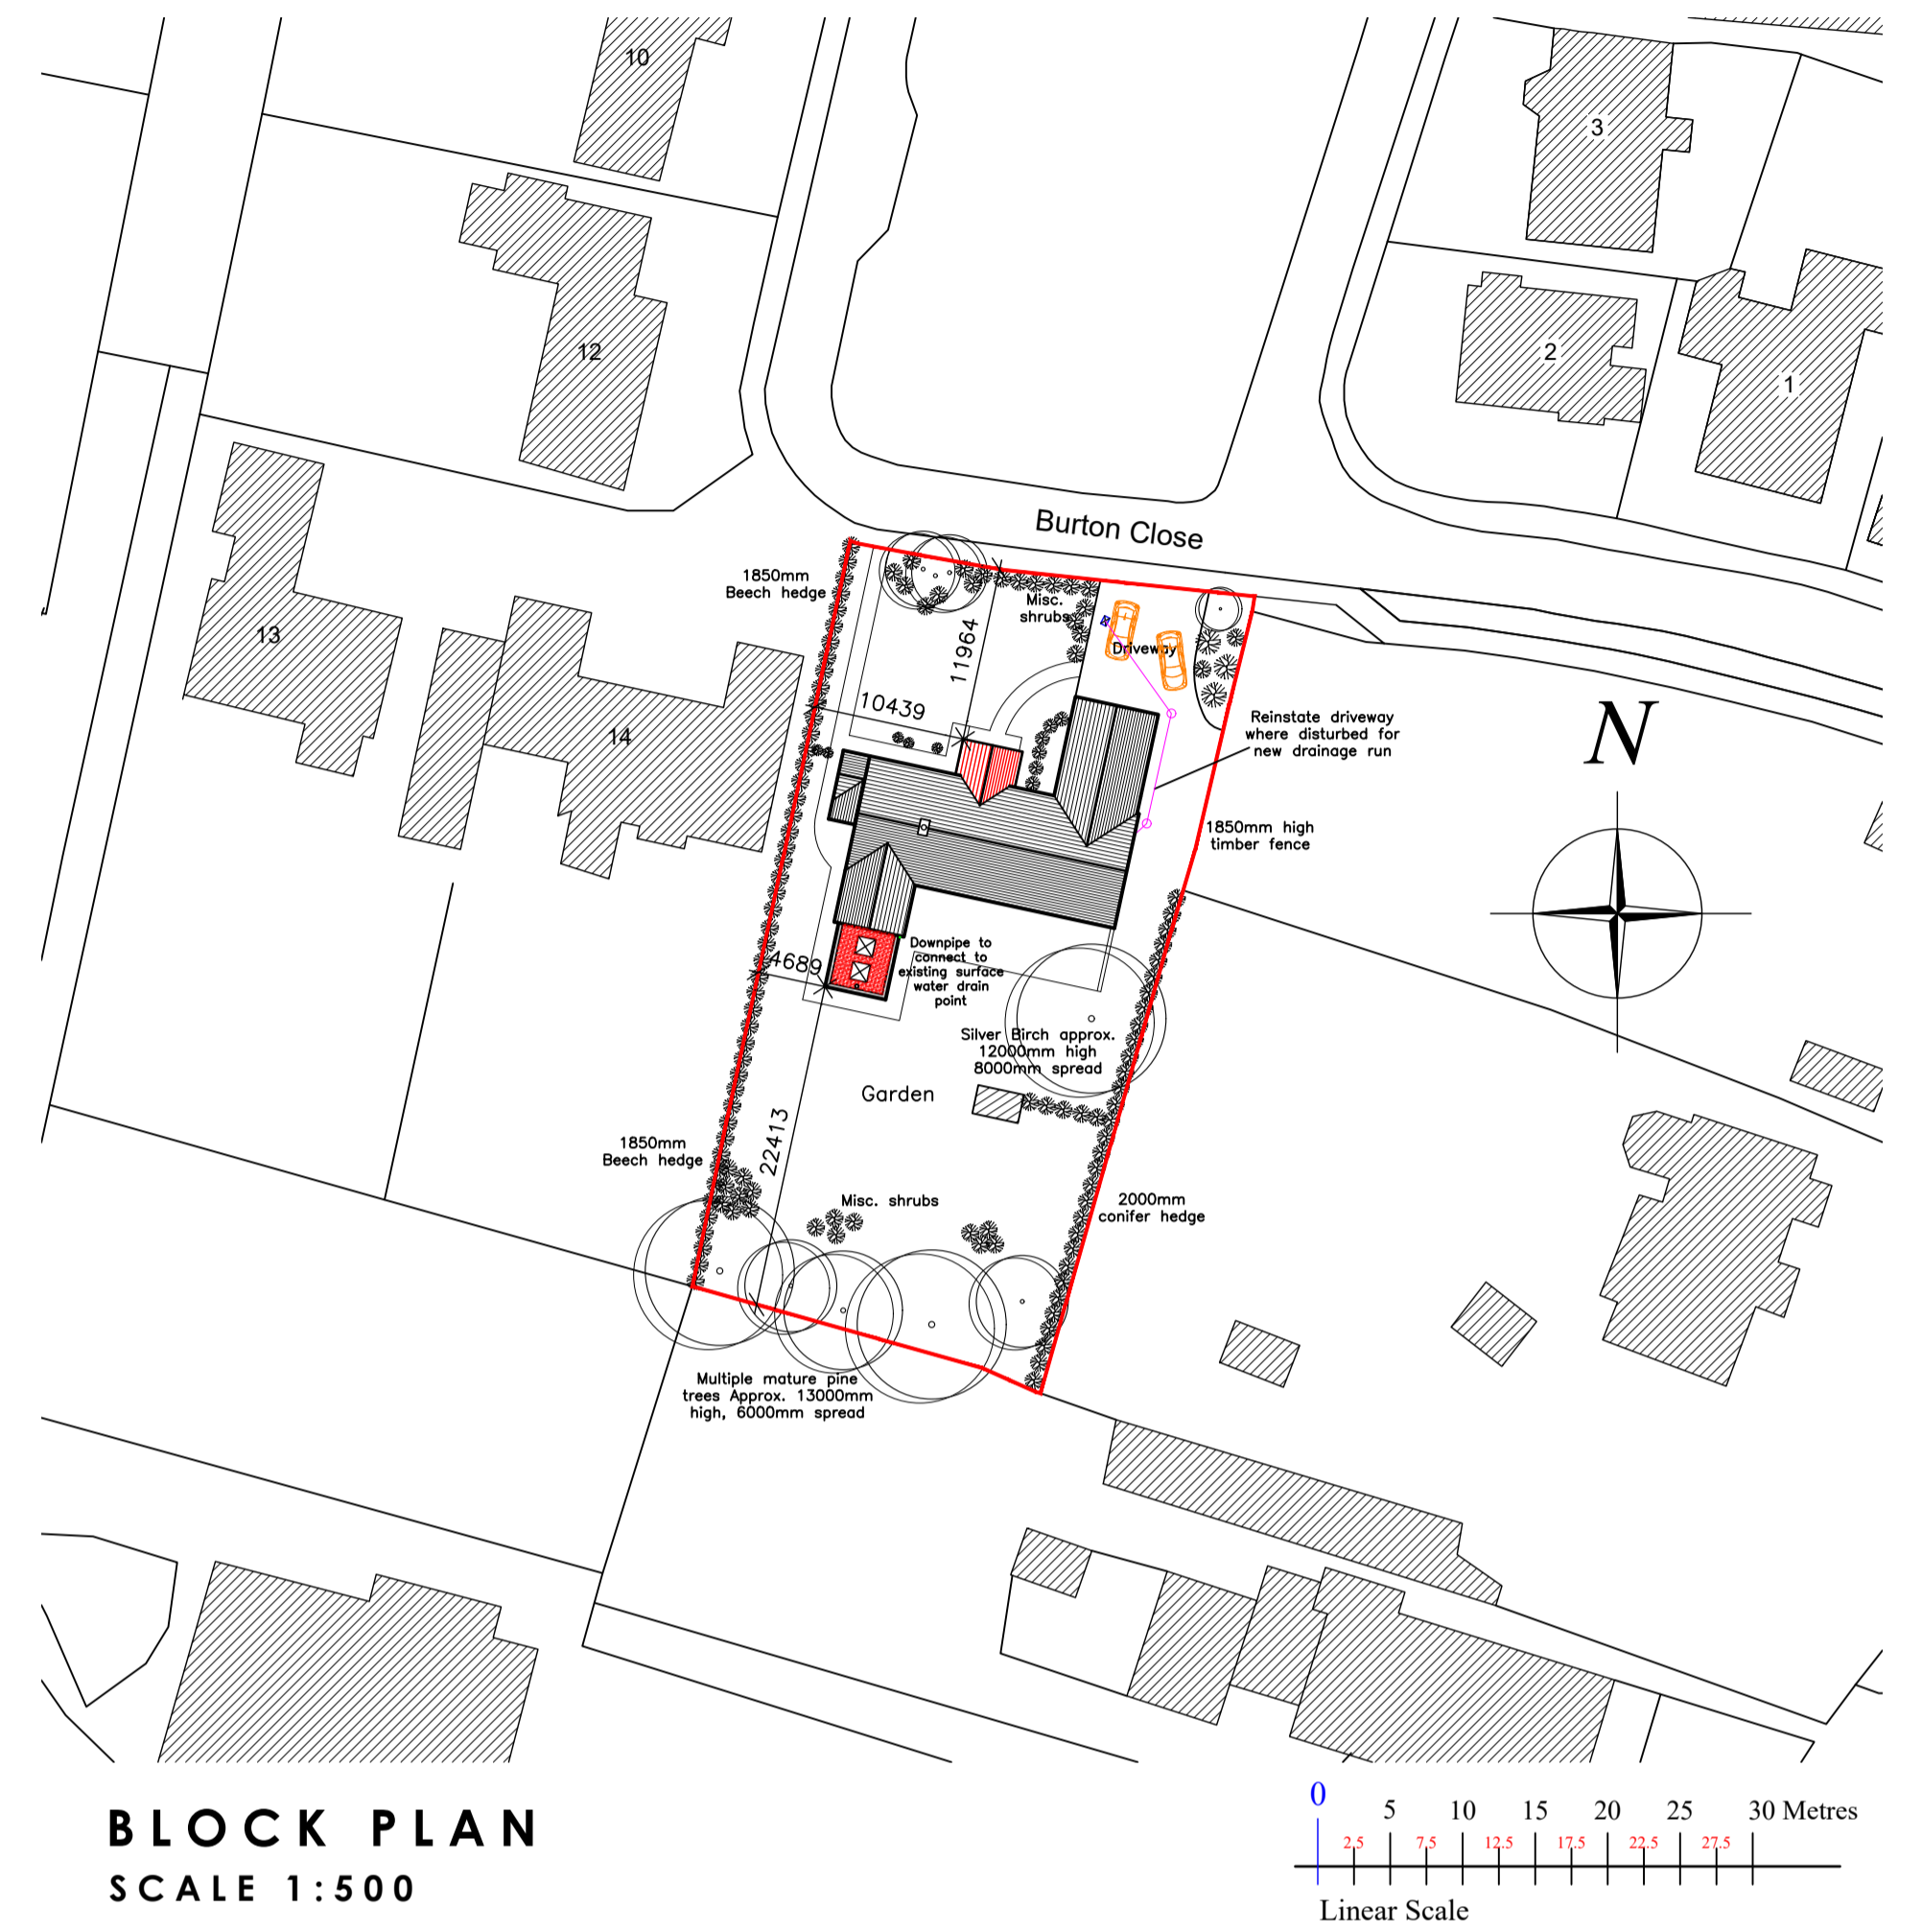 10
3
12
2
1
Burton Close
1850mm
Beech hedge
Misc.
shrubs
Driveway
13
11964
10439
14
Reinstate driveway
where disturbed for
new drainage run
N
1850mm high
timber fence
4689
Downpipe to
connect to
existing surface
water drain
point
Silver Birch approx.
12000mm high
8000mm spread
Garden
22413
1850mm
Beech hedge
Misc. shrubs
2000mm
conifer hedge
Multiple mature pine
trees Approx. 13000mm
high, 6000mm spread
BLOCK PLAN
SCALE 1:500
0 5 10 15 20 25 30 Metres
2.5 7.5 12.5 17.5 22.5 27.5
Linear Scale